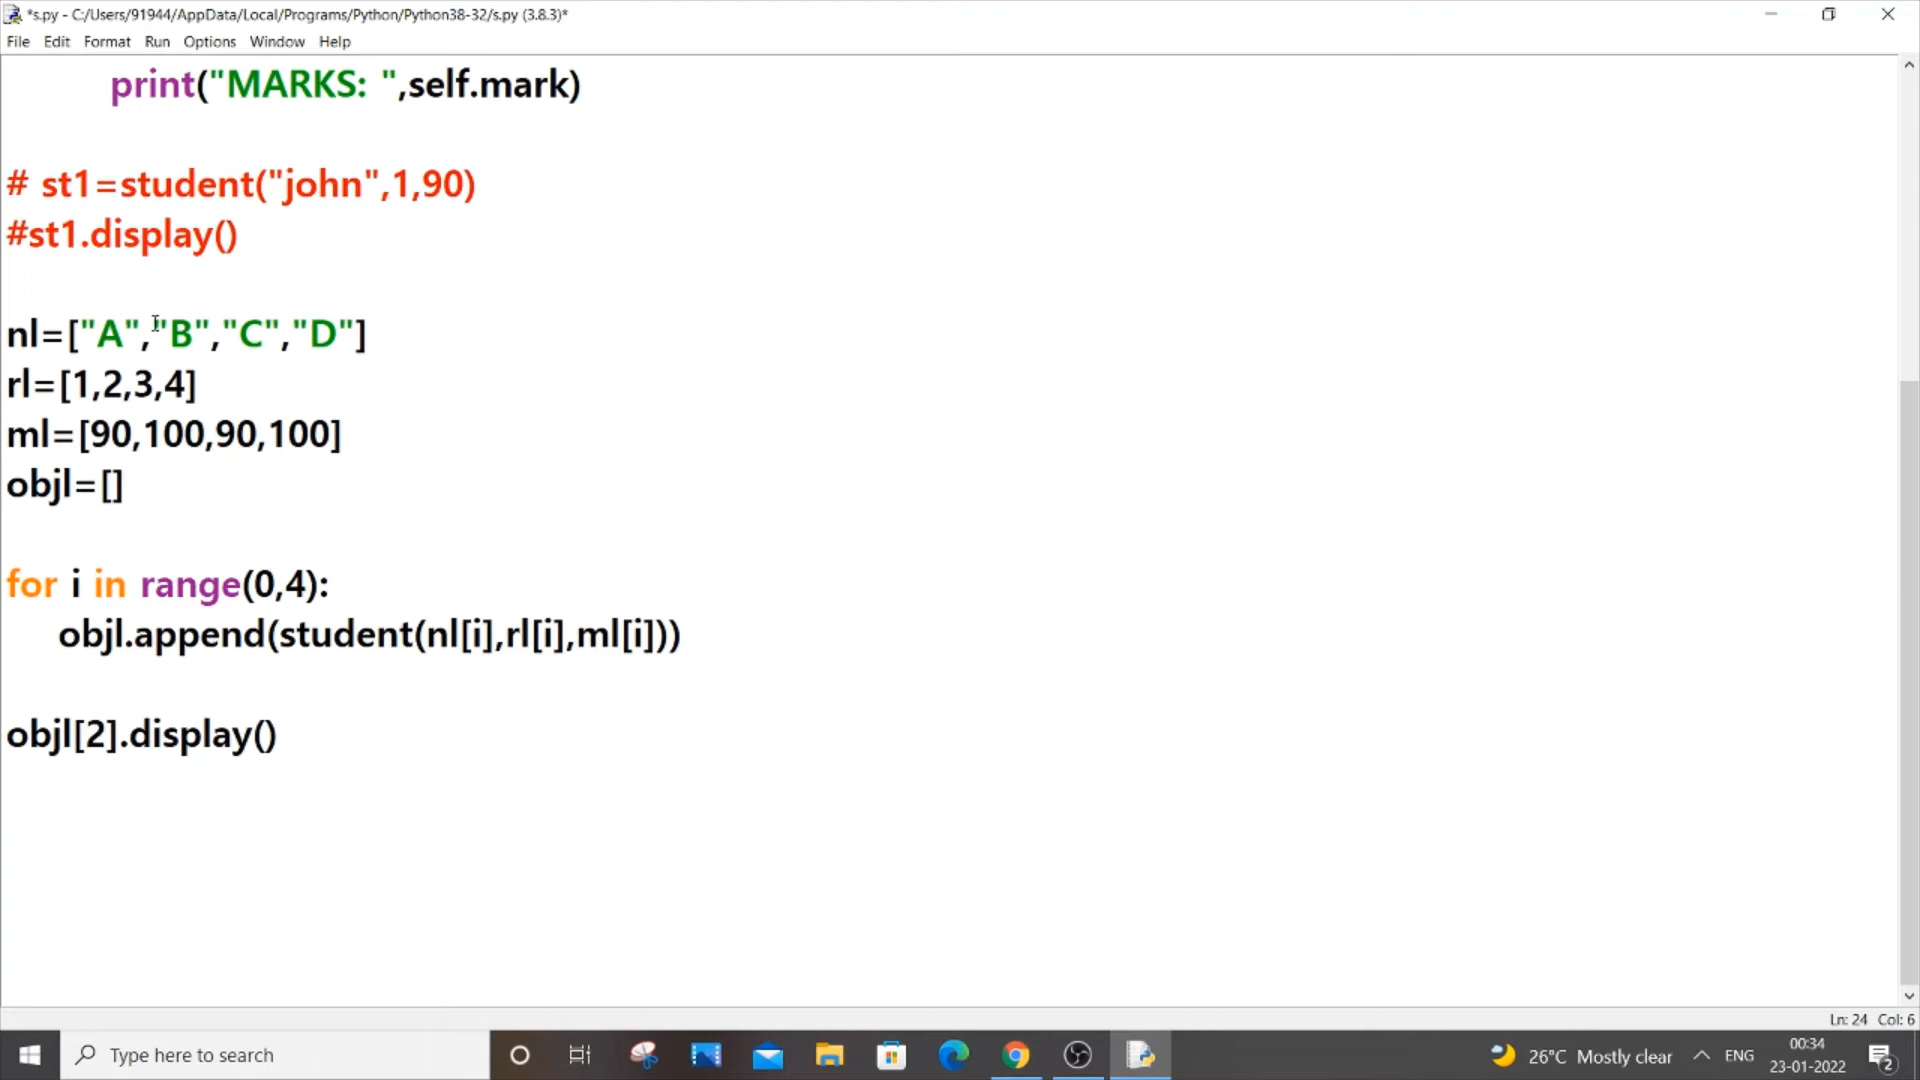 *s.py - C:/Users/91944/AppData/Local/Programs/Python/Python38-32/s.py (3.8.3)*
File Edit Format Run Options Window Help
print("MARKS: ",self.mark)
# st1=student("john",1,90)
#st1.display()
nl=["A","B","C","D"]
rl=[1,2,3,4]
ml=[90,100,90,100]
objl=[]
for i in range(0,4):
objl.append(student(nl[i],rl[i],ml[i]))
objl[2].display()
Ln: 24 Col: 6
Type here to search
26°C Mostly clear
ENG
00:34
23-01-2022
2